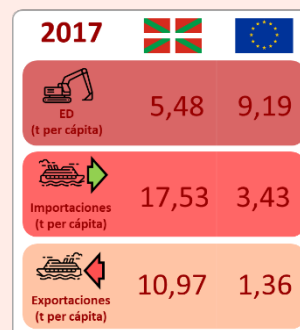 2017
ED
(t per cápita)
5,48 9,19
Importaciones
(t per cápita)
17,53 3,43
Exportaciones
(t per cápita)
10,97 1,36